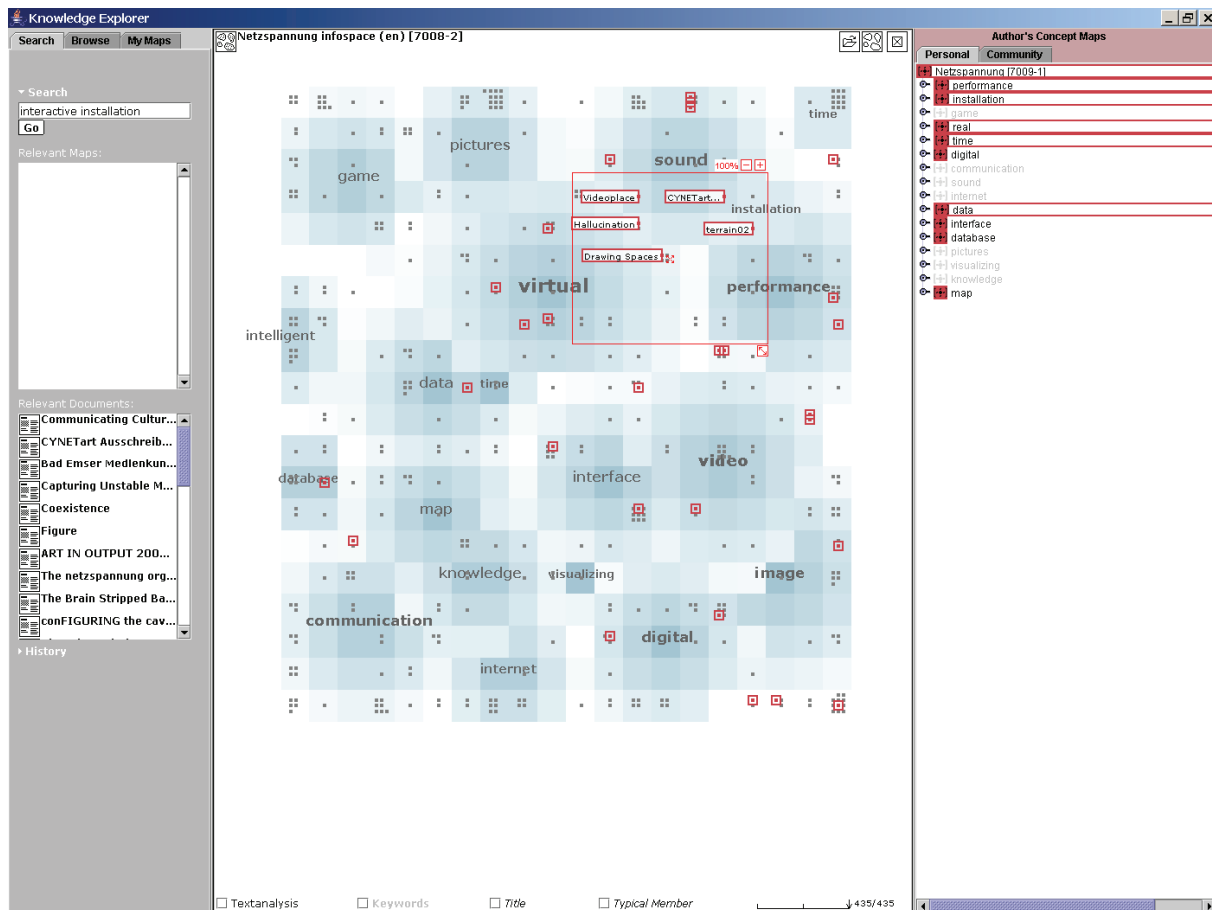 Knowledge Explorer
Search
Browse
My Maps
Search
interactive installation
Go
Relevant Maps:
Relevant Documents:
Communicating Cultur...
CYNETart Ausschreib...
Bad Emser Medlenkun...
Capturing Unstable M...
Coexistence
Figure
ART IN OUTPUT 200...
The netzspannung org...
The Brain Stripped Ba...
conFIGURING the cav...
History
Netzspannung infospace (en) [7008-2]
time
pictures
sound
100%
game
Videoplace
CYNETart...
installation
Hallucination
terrain02
Drawing Spaces
virtual
performance
intelligent
data
time
video
database
interface
map
knowledge
visualizing
image
communication
digital
internet
Textanalysis
Keywords
Title
Typical Member
435/435
Author's Concept Maps
Personal
Community
Netzspannung [7009-1]
performance
installation
game
real
time
digital
communication
sound
internet
data
interface
database
pictures
visualizing
knowledge
map